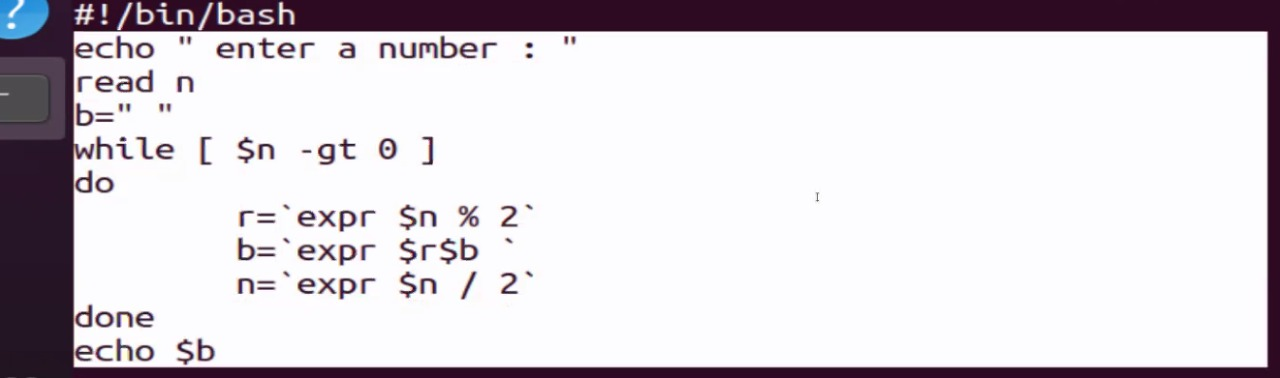 ?
#!/bin/bash
echo " enter a number : "
read n
b=" "
while [ $n -gt 0 ]
do
        r=`expr $n % 2`
        b=`expr $r$b `
        n=`expr $n / 2`
done
echo $b